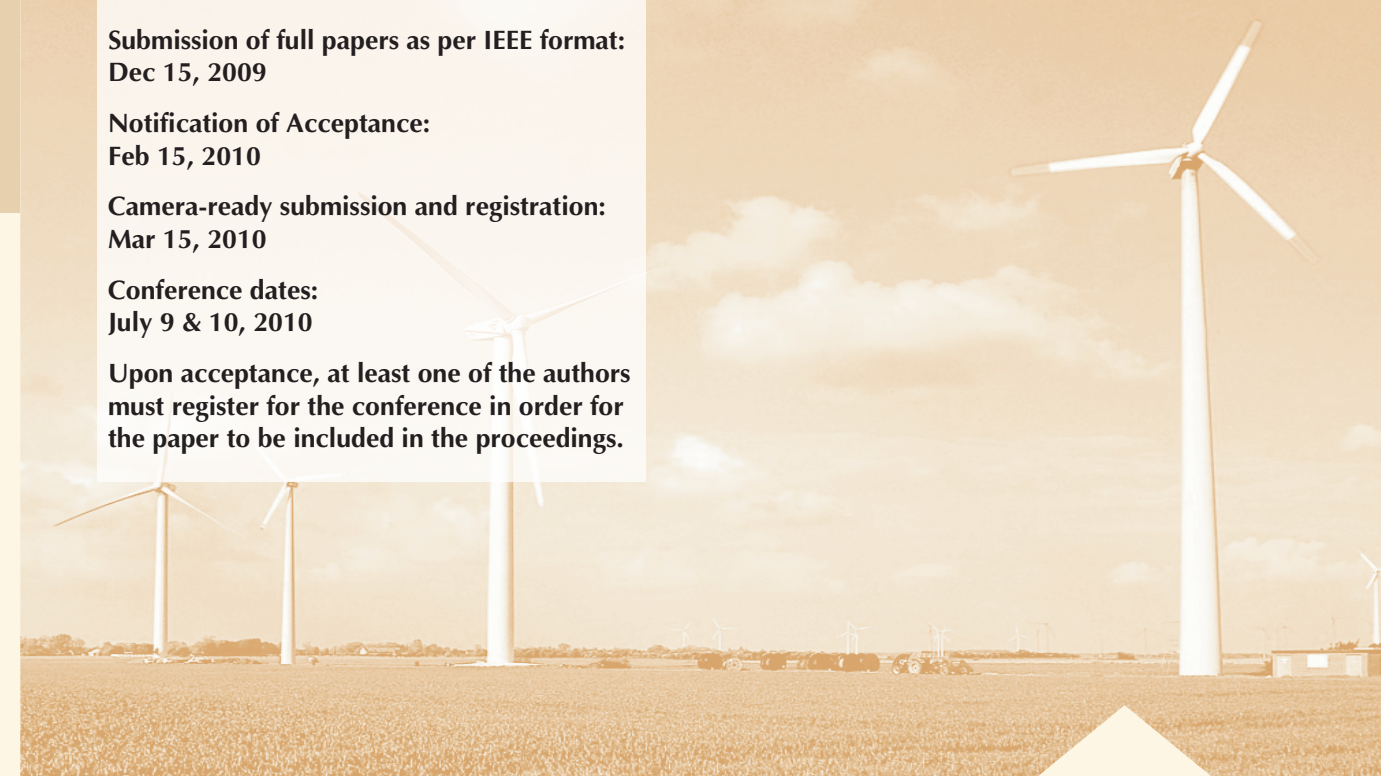 Submission of full papers as per IEEE format:
Dec 15, 2009
Notification of Acceptance:
Feb 15, 2010
Camera-ready submission and registration:
Mar 15, 2010
Conference dates:
July 9 & 10, 2010
Upon acceptance, at least one of the authors
must register for the conference in order for
the paper to be included in the proceedings.